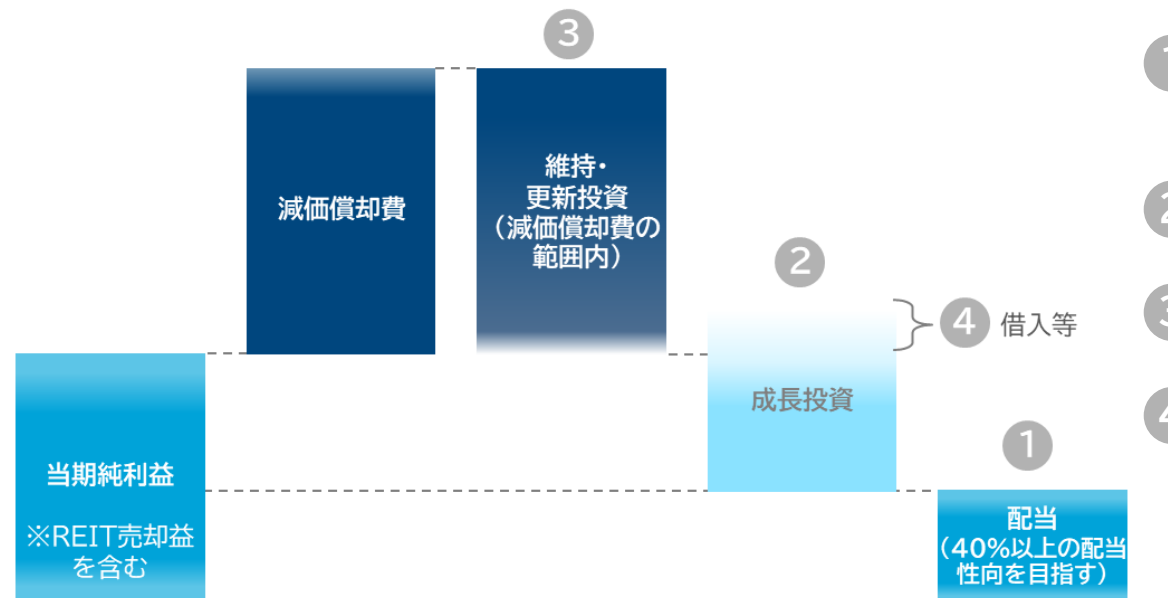 ③
減価償却費
維持・
更新投資
（減価償却費の
範囲内）
②
④ 借入等
成長投資
①
当期純利益
※REIT売却益
を含む
配当
（40%以上の配当
性向を目指す）